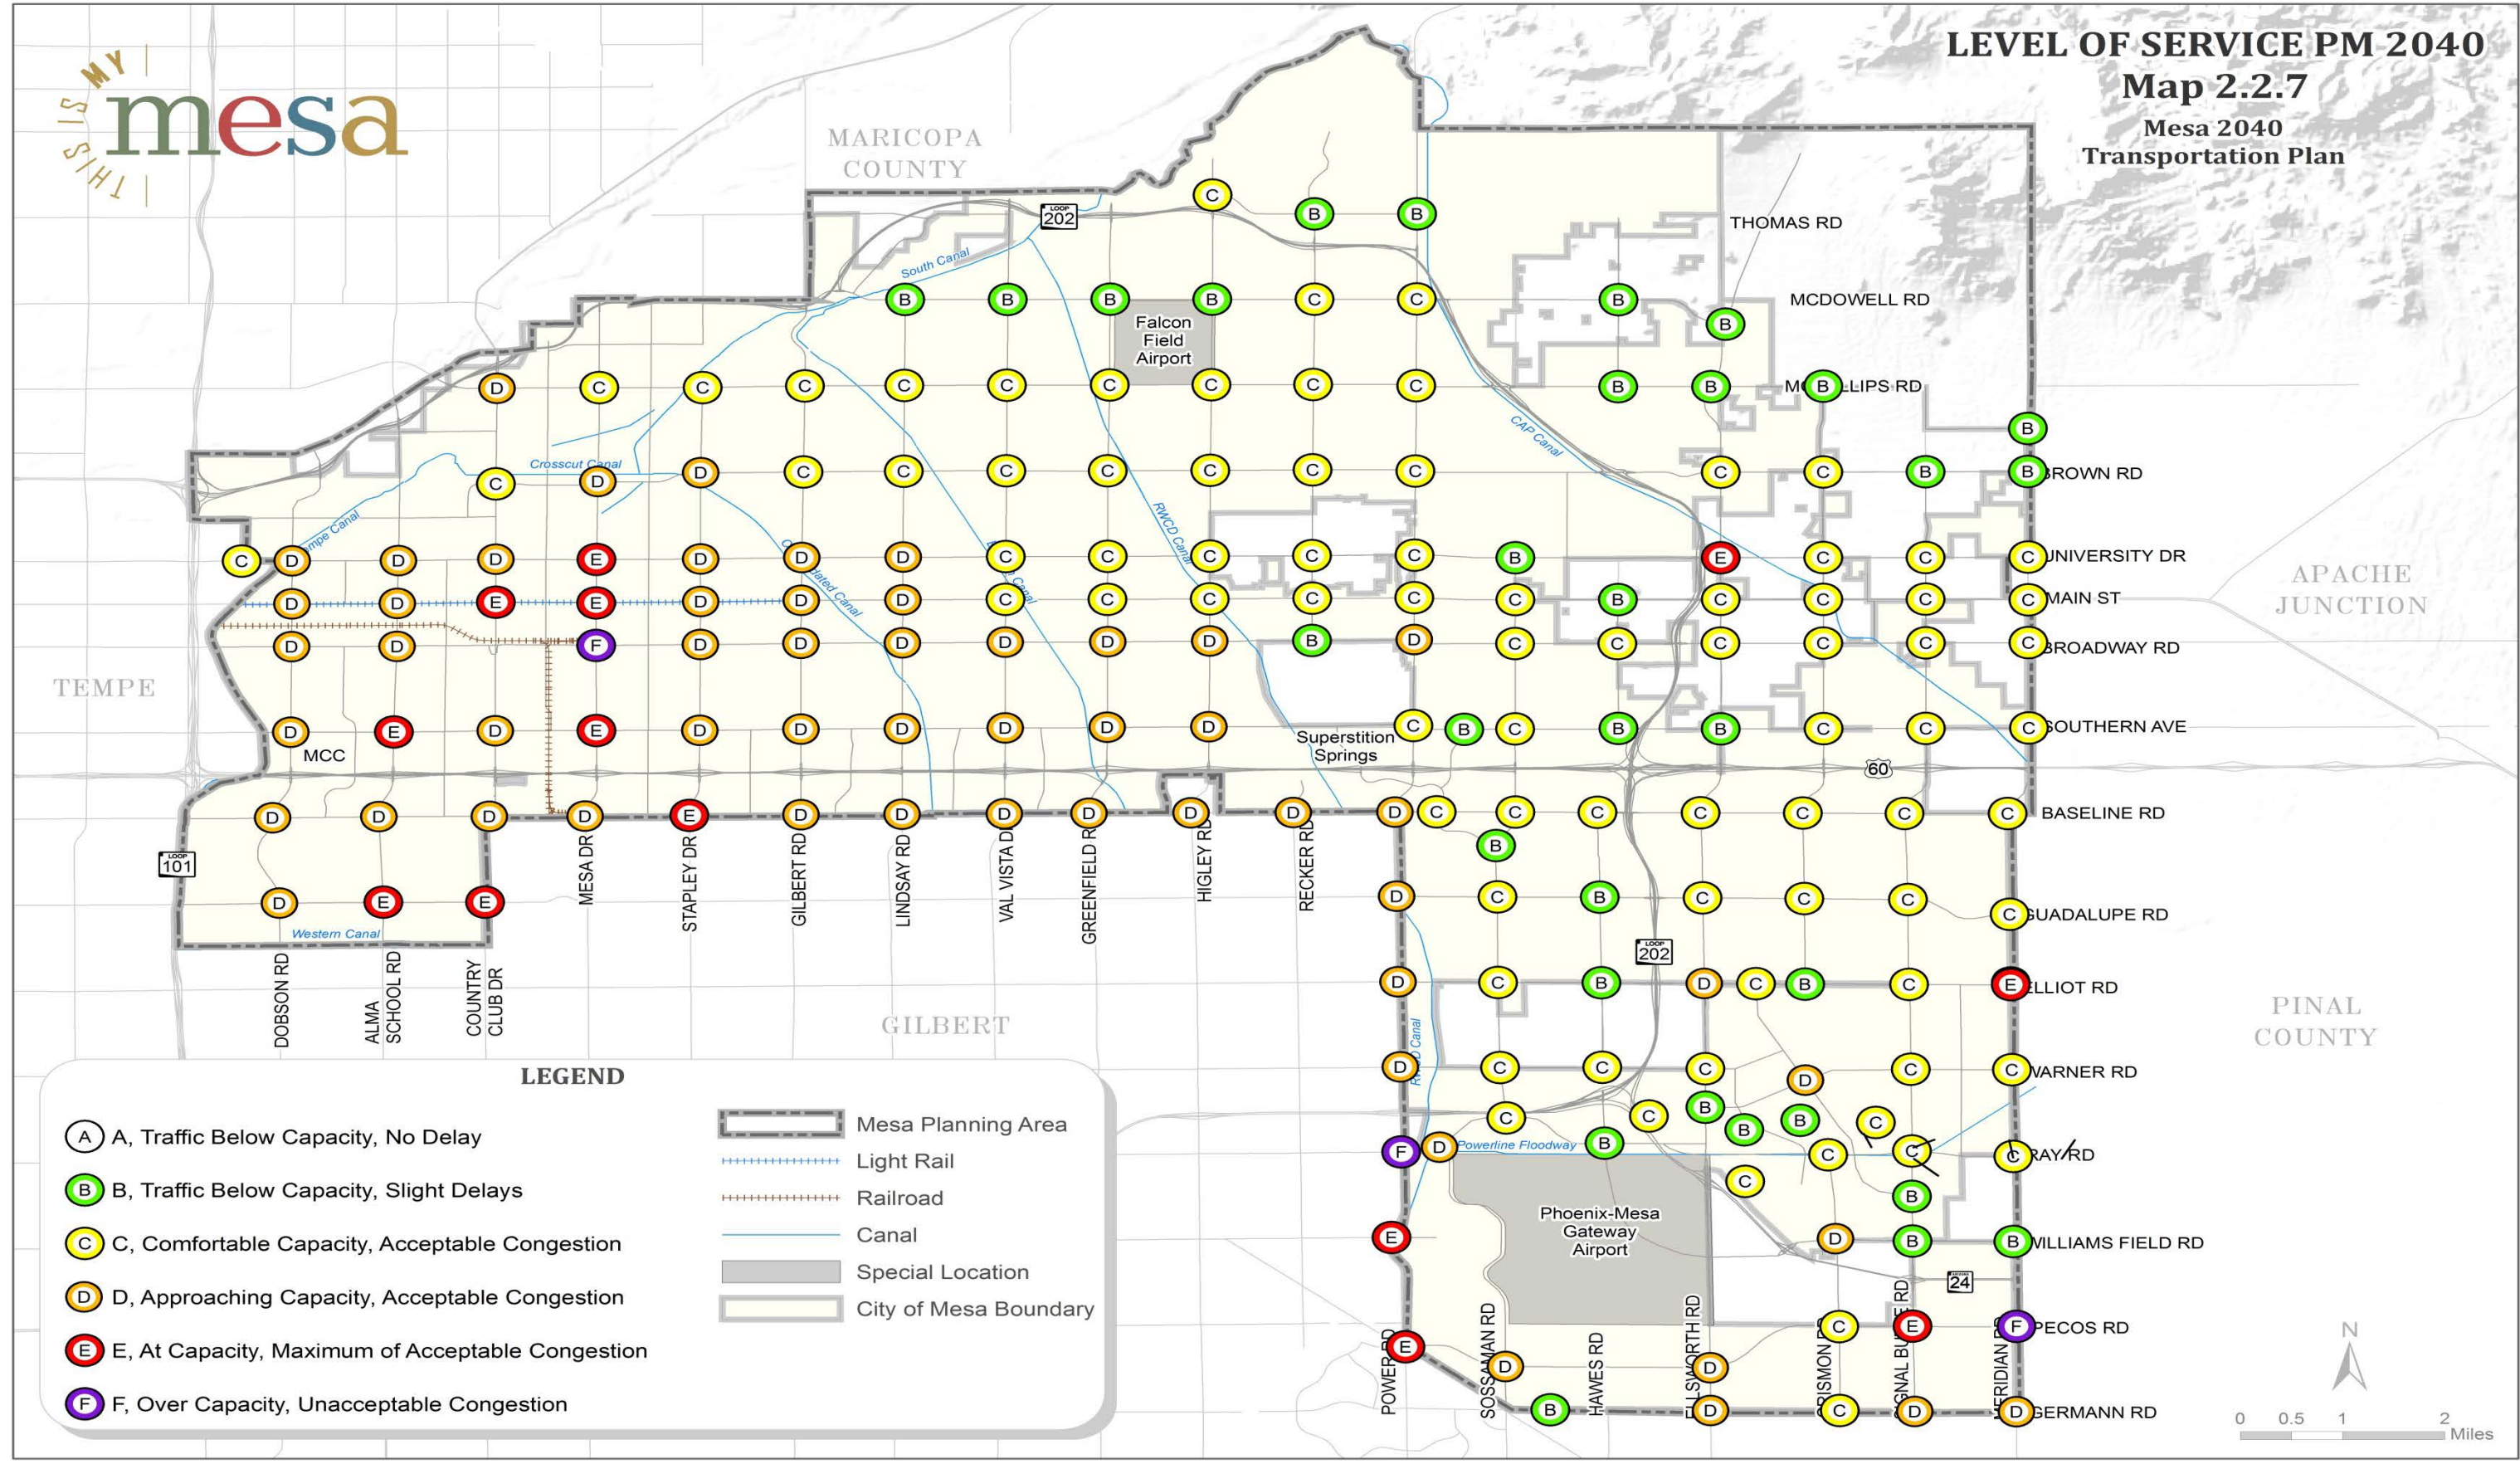 LEVEL OF SERVICE PM 2040
Map 2.2.7
Mesa 2040
Transportation Plan
THIS IS MY
mesa
MARICOPA
COUNTY
LOOP
202
THOMAS RD
C
B B
South Canal
B B B B C C B
MCDOWELL RD
B
Falcon
Field
Airport
D C C C C C C C C C B B B
CAP Canal
B
Crosscut Canal
C D D C C C C C C C C C B B
BROWN RD
RWCD Canal
C D D D E D D D C C C C C B E C C C
UNIVERSITY DR
APACHE
JUNCTION
D D E E D D D C C C C C C B C C C C
MAIN ST
D D F D D D D D D B D C C C C C C
BROADWAY RD
TEMPE
D E D E D D D D D D C B C B B C C C
SOUTHERN AVE
MCC
Superstition
Springs
60
D D D D E D D D D D D D C C C C C C C
BASELINE RD
B
LOOP
101
MESA DR
STAPLEY DR
GILBERT RD
LINDSAY RD
VAL VISTA
GREENFIELD
HIGLEY RD
RECKER RD
D E E D C B C C C C
GUADALUPE RD
Western Canal
LOOP
202
DOBSON RD
ALMA
SCHOOL RD
COUNTRY
CLUB DR
D C B D C B C E
ELLIOT RD
GILBERT
PINAL
COUNTY
D C C C D C C
WARNER RD
C C B B B C
F D B C C C
RAY RD
Powerline Floodway
C B
Phoenix-Mesa
Gateway
Airport
E D B B
WILLIAMS FIELD RD
24
E C E F
PECOS RD
D D
B D C D D
GERMANN RD
POWER RD
SOSSAMAN RD
HAWES RD
ELLSWORTH RD
LEGEND
A A, Traffic Below Capacity, No Delay
B B, Traffic Below Capacity, Slight Delays
C C, Comfortable Capacity, Acceptable Congestion
D D, Approaching Capacity, Acceptable Congestion
E E, At Capacity, Maximum of Acceptable Congestion
F F, Over Capacity, Unacceptable Congestion
Mesa Planning Area
Light Rail
Railroad
Canal
Special Location
City of Mesa Boundary
N
0 0.5 1 2
Miles